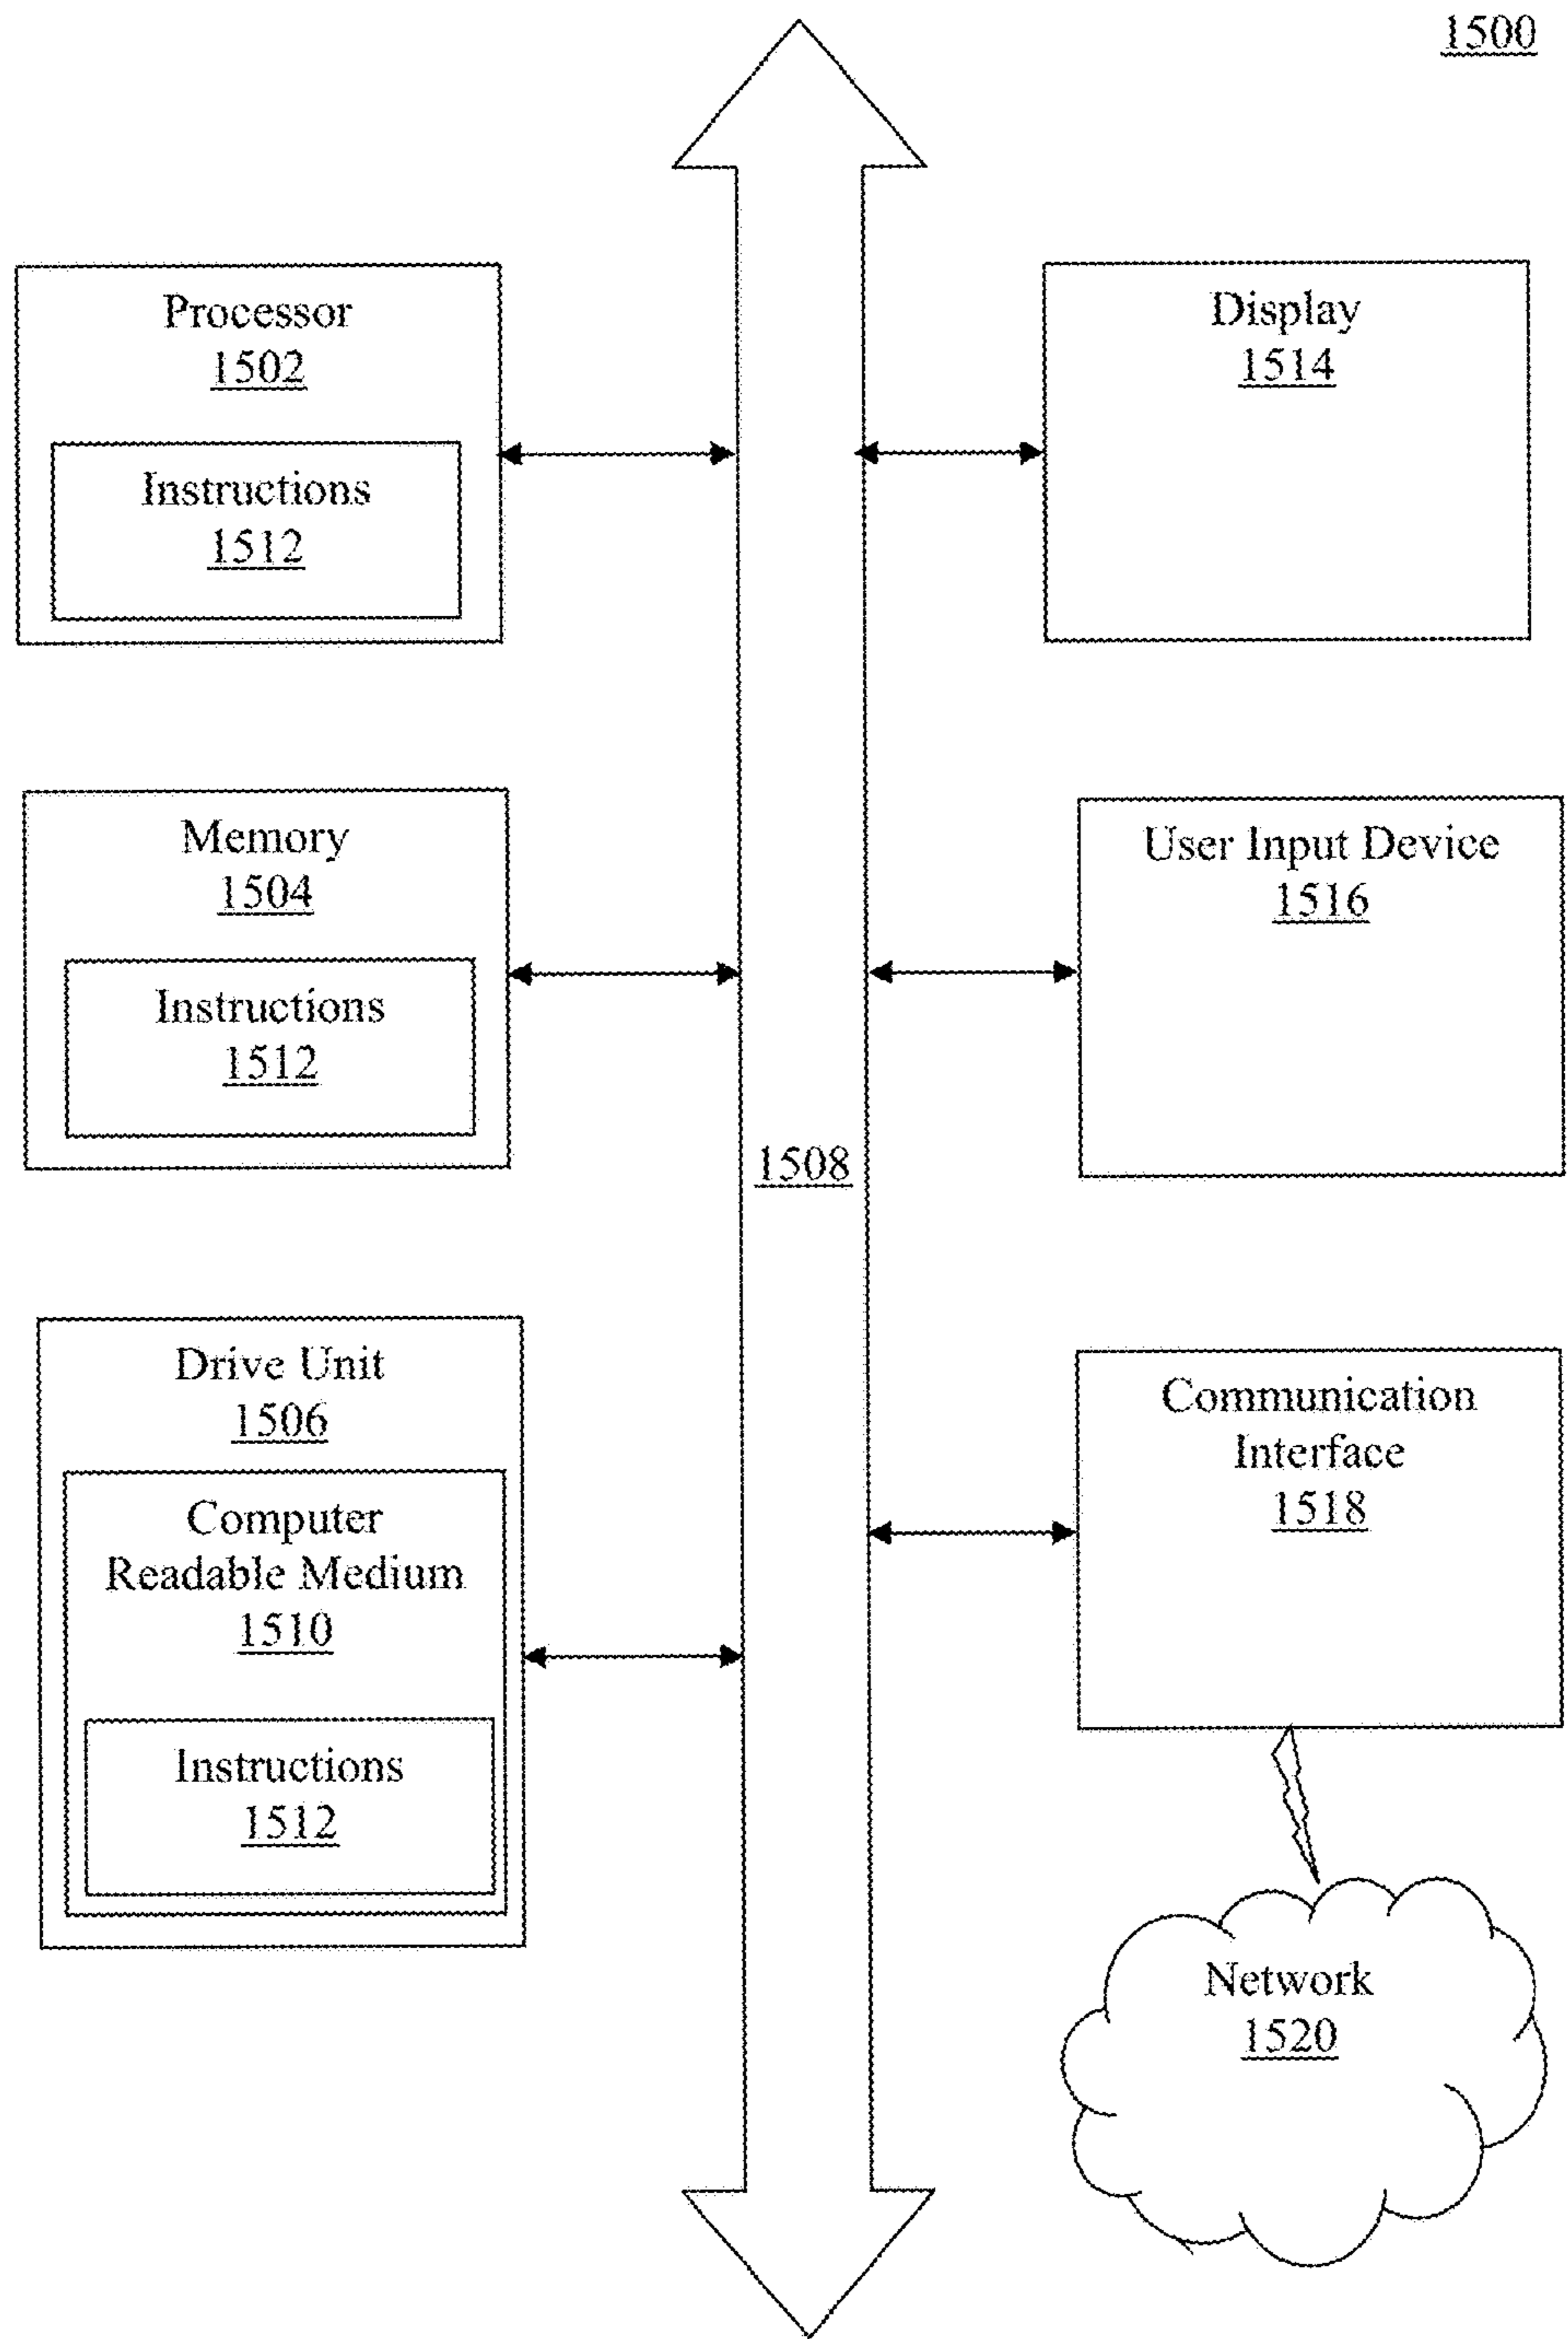 1500
Processor
1502
Instructions
1512
Memory
1504
Instructions
1512
Drive Unit
1506
Computer
Readable Medium
1510
Instructions
1512
1508
Display
1514
User Input Device
1516
Communication
Interface
1518
Network
1520